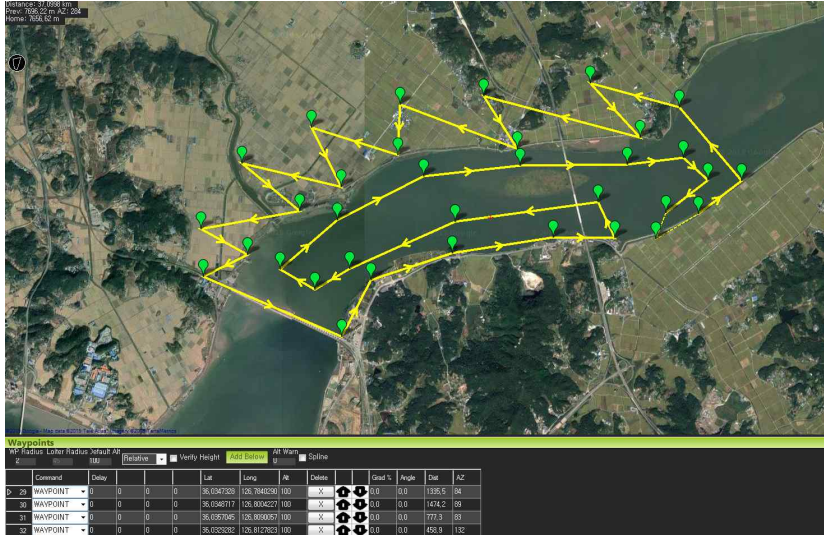 Distance: 37,0998 km
Prev: 7696,22 m AZ: 284
Home: 7656,62 m
Waypoints
WP Radius Loiter Radius Default Alt Alt Warn
2 100 Relative Verify Height Add Below 0 Spline
Command Delay Lat Long Alt Delete Grad % Angle Dist AZ
29 WAYPOINT 0 0 0 0 36,0347328 126,7840290 100 X 0,0 0,0 1335,5 84
30 WAYPOINT 0 0 0 0 36,0348717 126,8004227 100 X 0,0 0,0 1474,2 89
31 WAYPOINT 0 0 0 0 36,0357045 126,8090057 100 X 0,0 0,0 777,3 83
32 WAYPOINT 0 0 0 0 36,0329282 126,8127823 100 X 0,0 0,0 458,9 132